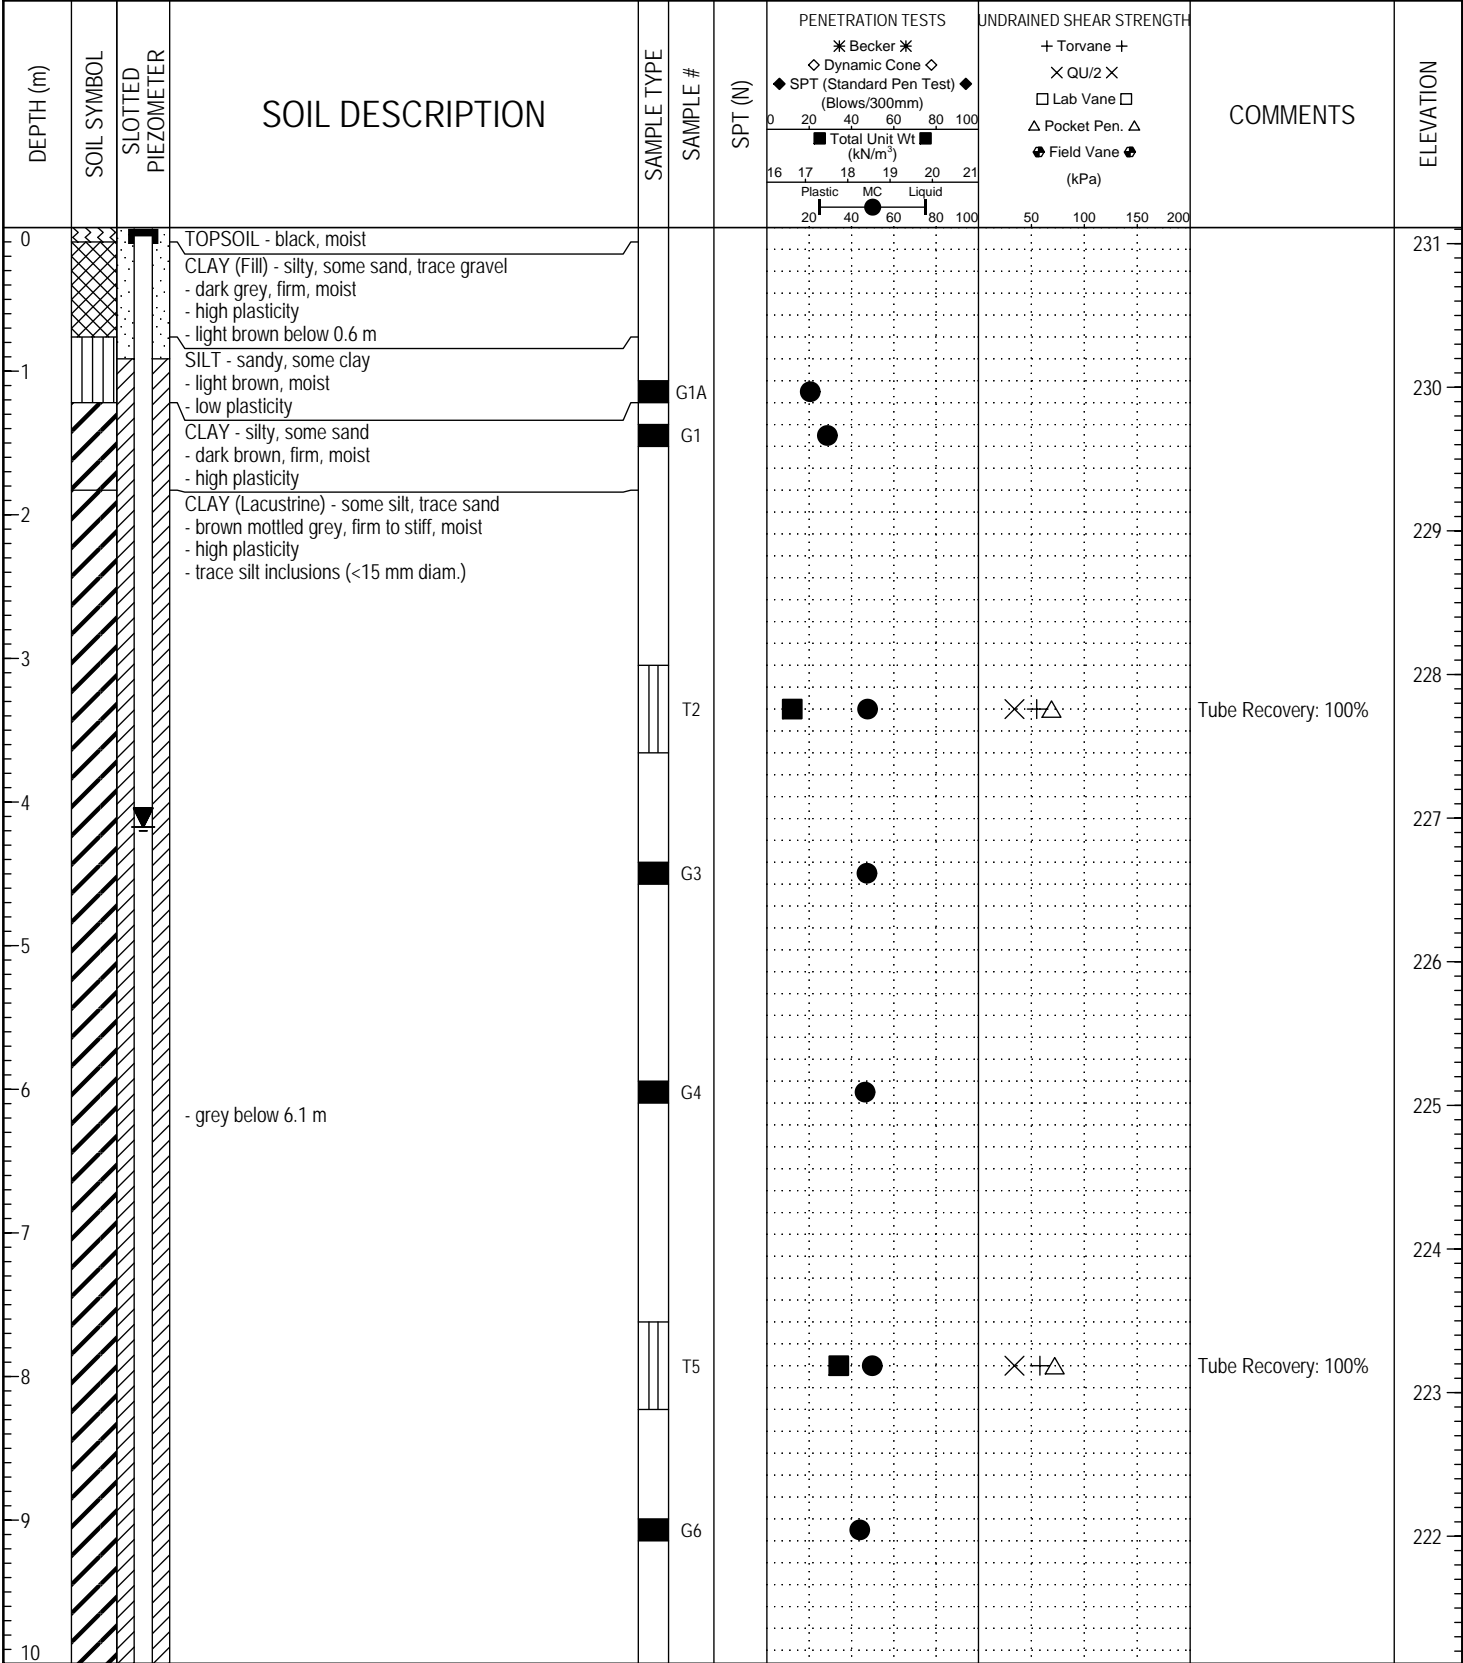 DEPTH (m)
SOIL SYMBOL
SLOTTED
PIEZOMETER
SOIL DESCRIPTION
SAMPLE TYPE
SAMPLE #
SPT (N)
PENETRATION TESTS
Becker
Dynamic Cone
SPT (Standard Pen Test)
(Blows/300mm)
0 20 40 60 80 100
Total Unit Wt
(kN/m³)
16 17 18 19 20 21
Plastic MC Liquid
20 40 60 80 100
UNDRAINED SHEAR STRENGTH
Torvane
QU/2
Lab Vane
Pocket Pen.
Field Vane
(kPa)
50 100 150 200
COMMENTS
ELEVATION
0
TOPSOIL - black, moist
231
CLAY (Fill) - silty, some sand, trace gravel
- dark grey, firm, moist
- high plasticity
- light brown below 0.6 m
SILT - sandy, some clay
1
- light brown, moist
230
G1A
- low plasticity
CLAY - silty, some sand
G1
- dark brown, firm, moist
- high plasticity
CLAY (Lacustrine) - some silt, trace sand
2
- brown mottled grey, firm to stiff, moist
229
- high plasticity
- trace silt inclusions (<15 mm diam.)
3
228
T2
Tube Recovery: 100%
4
227
G3
5
226
6
G4
225
- grey below 6.1 m
7
224
T5
Tube Recovery: 100%
8
223
9
G6
222
10